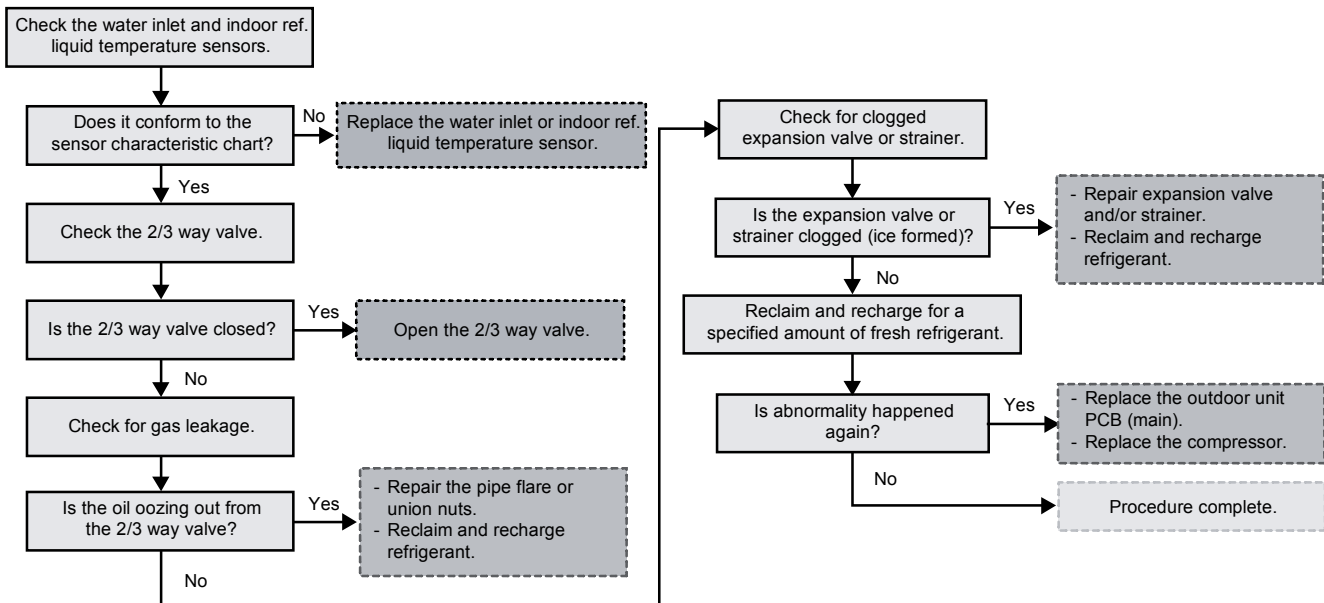 Check the water inlet and indoor ref.
liquid temperature sensors.
Does it conform to the
sensor characteristic chart?
No
Replace the water inlet or indoor ref.
liquid temperature sensor.
Yes
Check the 2/3 way valve.
Is the 2/3 way valve closed?
Yes
Open the 2/3 way valve.
No
Check for gas leakage.
Is the oil oozing out from
the 2/3 way valve?
Yes
- Repair the pipe flare or
union nuts.
- Reclaim and recharge
refrigerant.
No
Check for clogged
expansion valve or strainer.
Is the expansion valve or
strainer clogged (ice formed)?
Yes
- Repair expansion valve
and/or strainer.
- Reclaim and recharge
refrigerant.
No
Reclaim and recharge for a
specified amount of fresh refrigerant.
Is abnormality happened
again?
Yes
- Replace the outdoor unit
PCB (main).
- Replace the compressor.
No
Procedure complete.